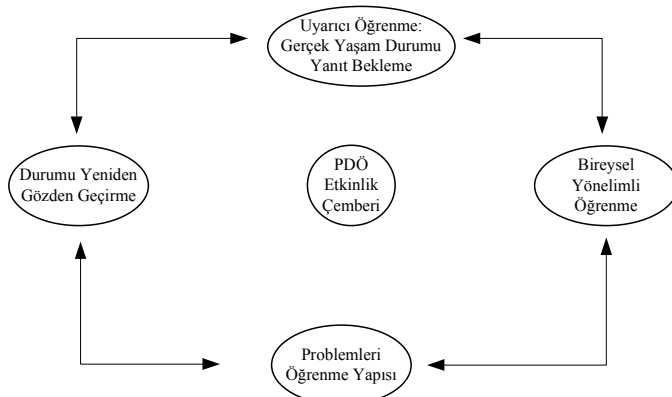 Uyarıcı Öğrenme:
Gerçek Yaşam Durumu
Yanıt Bekleme
Durumu Yeniden
Gözden Geçirme
PDÖ
Etkinlik
Çemberi
Bireysel
Yönelimli
Öğrenme
Problemleri
Öğrenme Yapısı